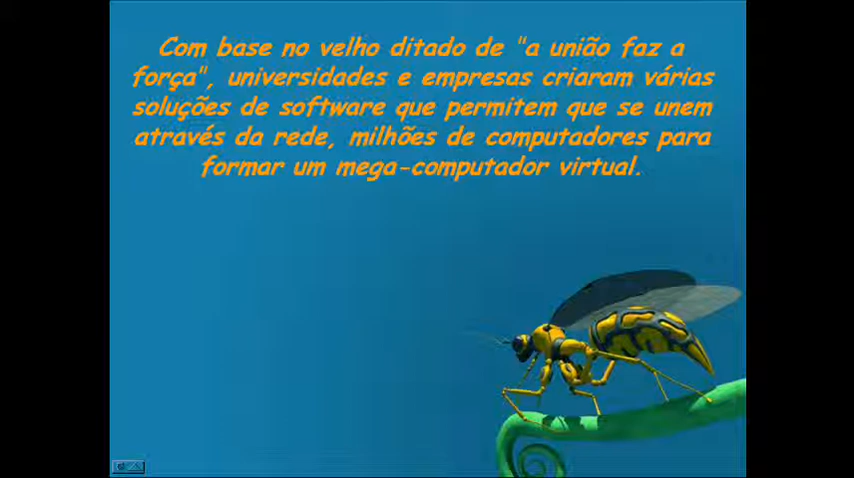 Com base no velho ditado de "a união faz a
força", universidades e empresas criaram várias
soluções de software que permitem que se unem
através da rede, milhões de computadores para
formar um mega-computador virtual.